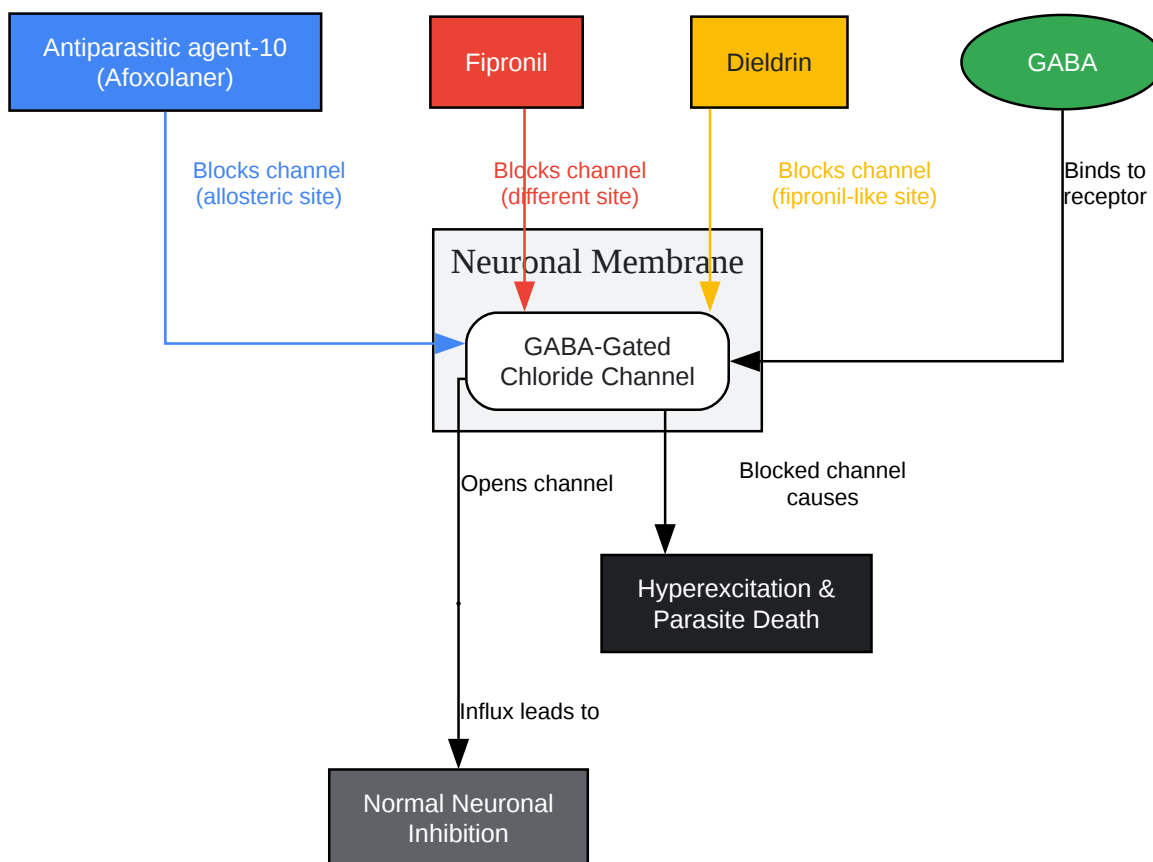 Antiparasitic agent-10
(Afoxolaner)
Fipronil
Dieldrin
GABA
Blocks channel
(allosteric site)
Blocks channel
(different site)
Blocks channel
(fipronil-like site)
Binds to
receptor
Neuronal Membrane
GABA-Gated
Chloride Channel
Opens channel
Blocked channel
causes
Hyperexcitation &
Parasite Death
Influx leads to
Normal Neuronal
Inhibition